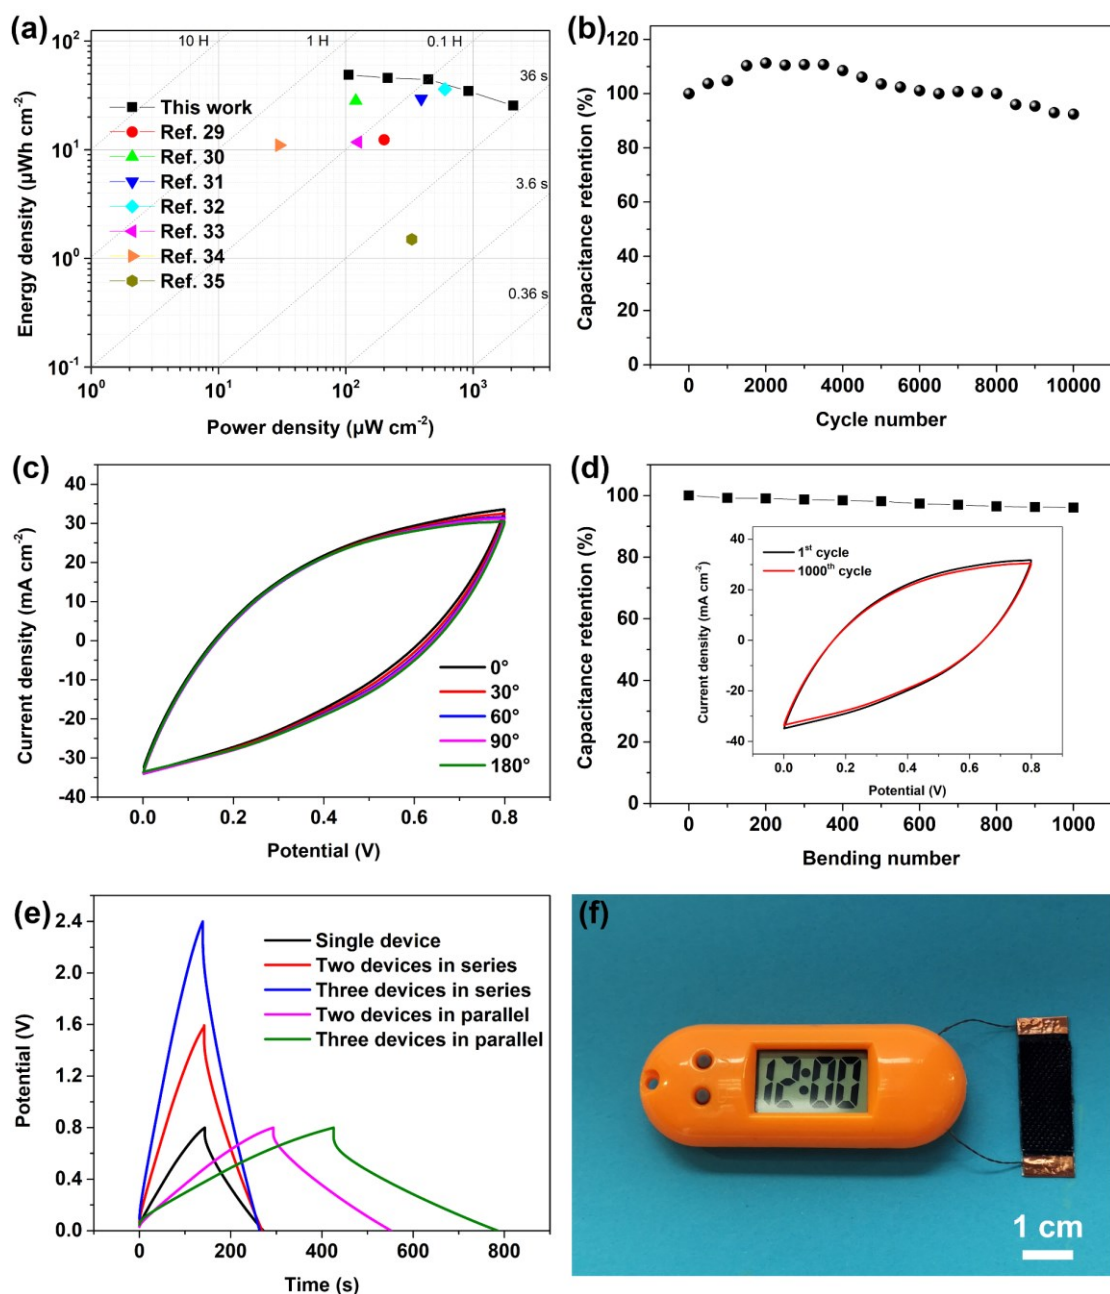 (a)
Energy density (µWh cm⁻²)
10²
10¹
10⁰
10⁻¹
10 H
1 H
0.1 H
36 s
3.6 s
0.36 s
This work
Ref. 29
Ref. 30
Ref. 31
Ref. 32
Ref. 33
Ref. 34
Ref. 35
10⁰ 10¹ 10² 10³
Power density (µW cm⁻²)
(b)
Capacitance retention (%)
120
100
80
60
40
20
0
0 2000 4000 6000 8000 10000
Cycle number
(c)
Current density (mA cm⁻²)
40
30
20
10
0
-10
-20
-30
-40
0°
30°
60°
90°
180°
0.0 0.2 0.4 0.6 0.8
Potential (V)
(d)
Capacitance retention (%)
100
80
60
40
20
0
Current density (mA cm⁻²)
40
20
0
-20
-40
1ˢᵗ cycle
1000ᵗʰ cycle
0.0 0.2 0.4 0.6 0.8
Potential (V)
0 200 400 600 800 1000
Bending number
(e)
Potential (V)
2.4
2.0
1.6
1.2
0.8
0.4
0.0
Single device
Two devices in series
Three devices in series
Two devices in parallel
Three devices in parallel
0 200 400 600 800
Time (s)
(f)
12:00
1 cm